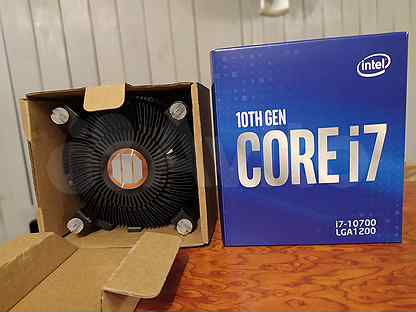 intel
10TH GEN
CORE i7
i7-10700
LGA1200